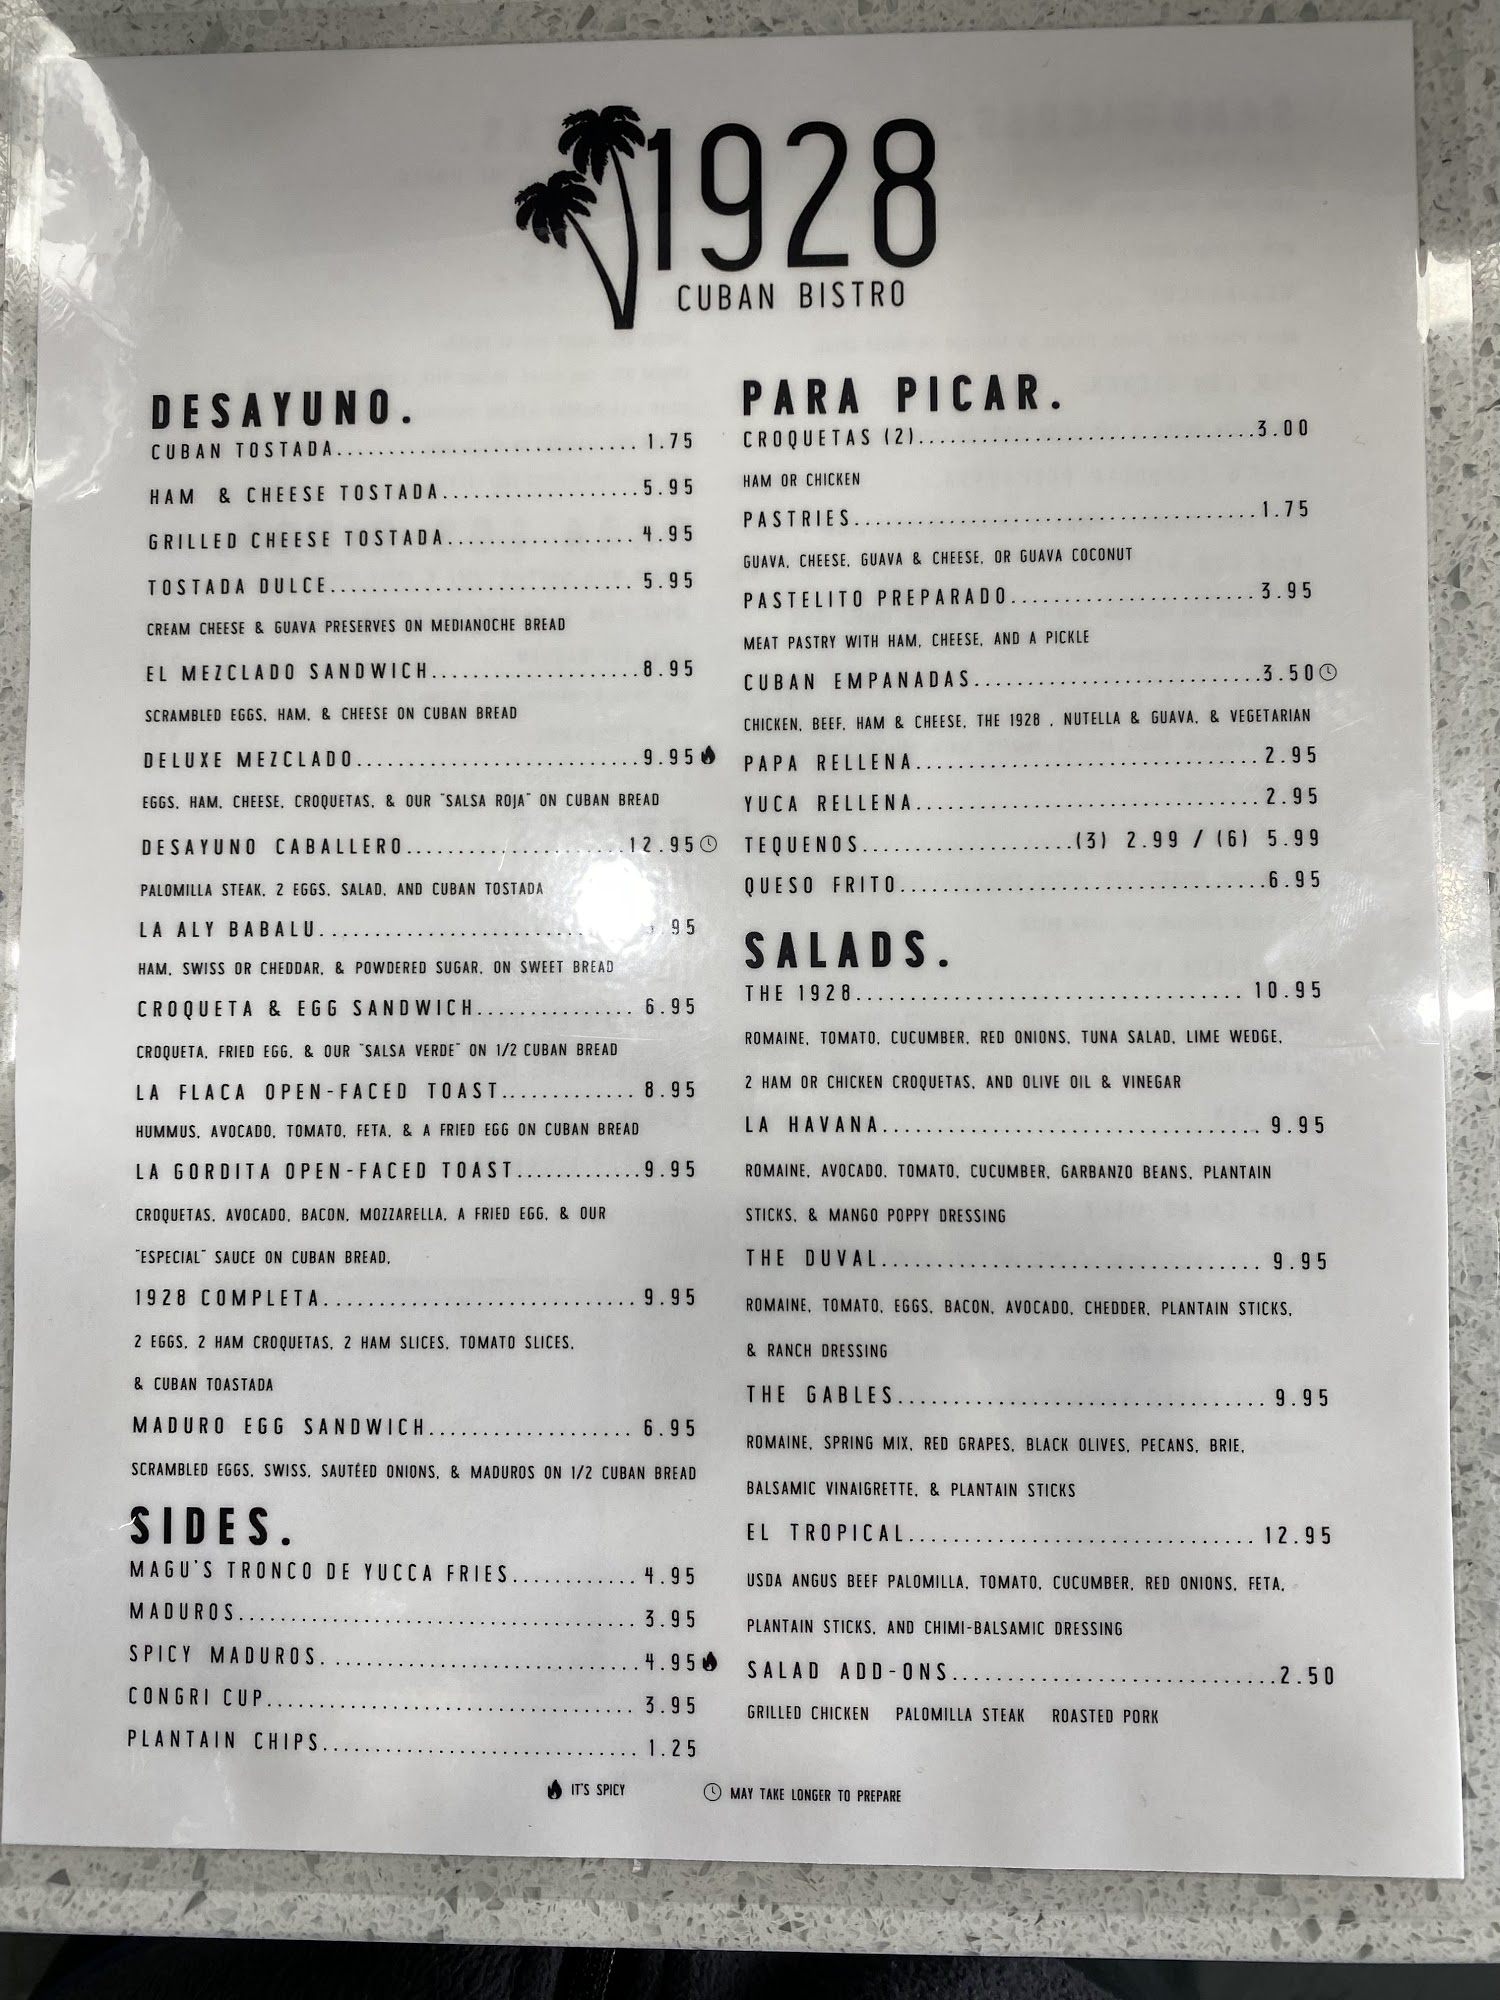 1928
CUBAN BISTRO
DESAYUNO.
CUBAN TOSTADA............................ 1.75
HAM & CHEESE TOSTADA...................5.95
GRILLED CHEESE TOSTADA.................. 4.95
TOSTADA DULCE............................. 5.95
CREAM CHEESE & GUAVA PRESERVES ON MEDIANOCHE BREAD
EL MEZCLADO SANDWICH....................8.95
SCRAMBLED EGGS, HAM, & CHEESE ON CUBAN BREAD
DELUXE MEZCLADO...........................9.95
EGGS, HAM, CHEESE, CROQUETAS, & OUR "SALSA ROJA" ON CUBAN BREAD
DESAYUNO CABALLERO.....................12.95
PALOMILLA STEAK, 2 EGGS, SALAD, AND CUBAN TOSTADA
LA ALY BABALU............................... 95
HAM, SWISS OR CHEDDAR, & POWDERED SUGAR, ON SWEET BREAD
CROQUETA & EGG SANDWICH............... 6.95
CROQUETA, FRIED EGG, & OUR "SALSA VERDE" ON 1/2 CUBAN BREAD
LA FLACA OPEN-FACED TOAST............. 8.95
HUMMUS, AVOCADO, TOMATO, FETA, & A FRIED EGG ON CUBAN BREAD
LA GORDITA OPEN-FACED TOAST............9.95
CROQUETAS, AVOCADO, BACON, MOZZARELLA, A FRIED EGG, & OUR
"ESPECIAL" SAUCE ON CUBAN BREAD,
1928 COMPLETA.............................. 9.95
2 EGGS, 2 HAM CROQUETAS, 2 HAM SLICES, TOMATO SLICES,
& CUBAN TOASTADA
MADURO EGG SANDWICH................... 6.95
SCRAMBLED EGGS, SWISS, SAUTÉED ONIONS, & MADUROS ON 1/2 CUBAN BREAD
SIDES.
MAGU'S TRONCO DE YUCCA FRIES............ 4.95
MADUROS...................................... 3.95
SPICY MADUROS. .............................4.95
CONGRI CUP................................... 3.95
PLANTAIN CHIPS.............................. 1.25
PARA PICAR.
CROQUETAS (2)................................3.00
HAM OR CHICKEN
PASTRIES......................................1.75
GUAVA, CHEESE, GUAVA & CHEESE, OR GUAVA COCONUT
PASTELITO PREPARADO.......................3.95
MEAT PASTRY WITH HAM, CHEESE, AND A PICKLE
CUBAN EMPANADAS...........................3.50
CHICKEN, BEEF, HAM & CHEESE, THE 1928 , NUTELLA & GUAVA, & VEGETARIAN
PAPA RELLENA................................2.95
YUCA RELLENA................................2.95
TEQUENOS....................(3) 2.99 / (6) 5.99
QUESO FRITO..................................6.95
SALADS.
THE 1928..................................... 10.95
ROMAINE, TOMATO, CUCUMBER, RED ONIONS, TUNA SALAD, LIME WEDGE,
2 HAM OR CHICKEN CROQUETAS, AND OLIVE OIL & VINEGAR
LA HAVANA................................... 9.95
ROMAINE, AVOCADO, TOMATO, CUCUMBER, GARBANZO BEANS, PLANTAIN
STICKS, & MANGO POPPY DRESSING
THE DUVAL................................... 9.95
ROMAINE, TOMATO, EGGS, BACON, AVOCADO, CHEDDER, PLANTAIN STICKS,
& RANCH DRESSING
THE GABLES.................................. 9.95
ROMAINE, SPRING MIX, RED GRAPES, BLACK OLIVES, PECANS, BRIE,
BALSAMIC VINAIGRETTE, & PLANTAIN STICKS
EL TROPICAL................................. 12.95
USDA ANGUS BEEF PALOMILLA, TOMATO, CUCUMBER, RED ONIONS, FETA,
PLANTAIN STICKS, AND CHIMI-BALSAMIC DRESSING
SALAD ADD-ONS..............................2.50
GRILLED CHICKEN PALOMILLA STEAK ROASTED PORK
IT'S SPICY MAY TAKE LONGER TO PREPARE